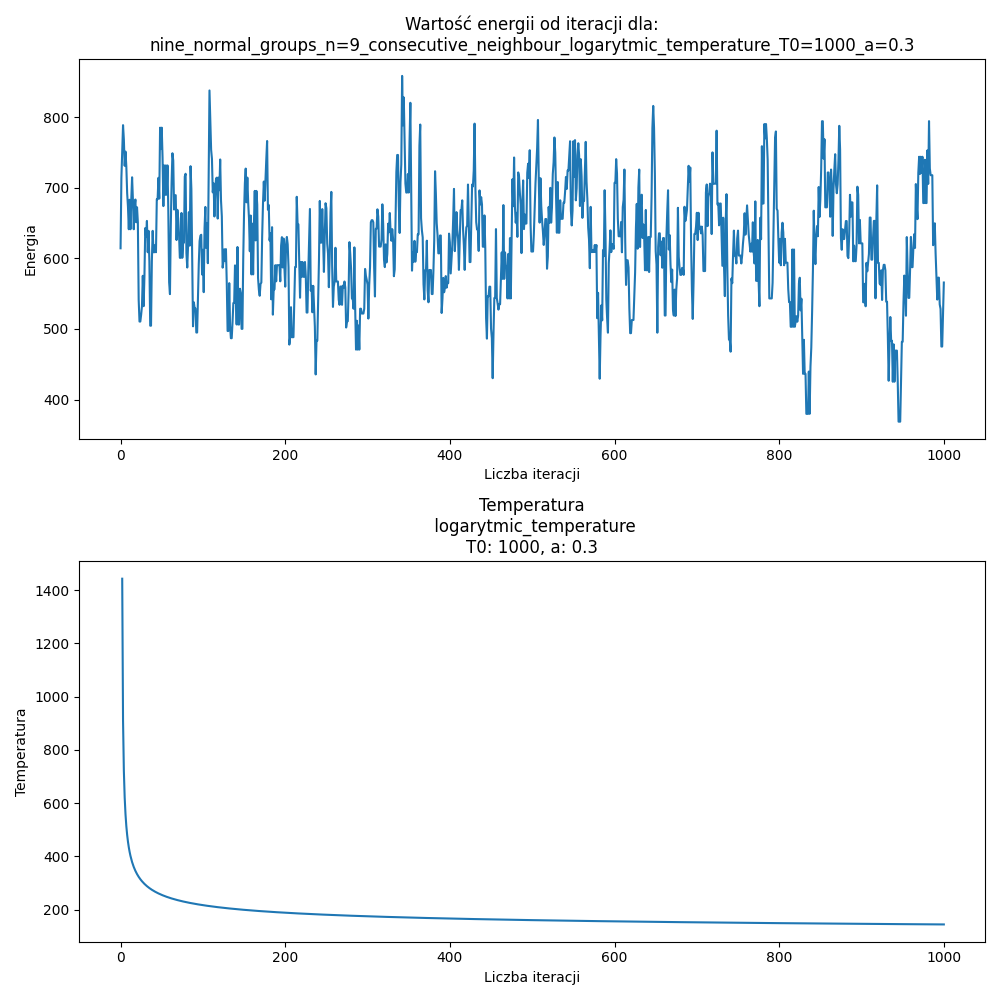 Wartość energii od iteracji dla:
nine_normal_groups_n=9_consecutive_neighbour_logarytmic_temperature_T0=1000_a=0.3
800
700
600
500
400
Energia
0 200 400 600 800 1000
Liczba iteracji
Temperatura
logarytmic_temperature
T0: 1000, a: 0.3
1400
1200
1000
800
600
400
200
Temperatura
0 200 400 600 800 1000
Liczba iteracji